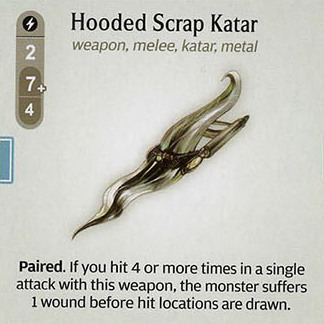 Hooded Scrap Katar
weapon, melee, katar, metal
2
7+
4
Paired. If you hit 4 or more times in a single
attack with this weapon, the monster suffers
1 wound before hit locations are drawn.